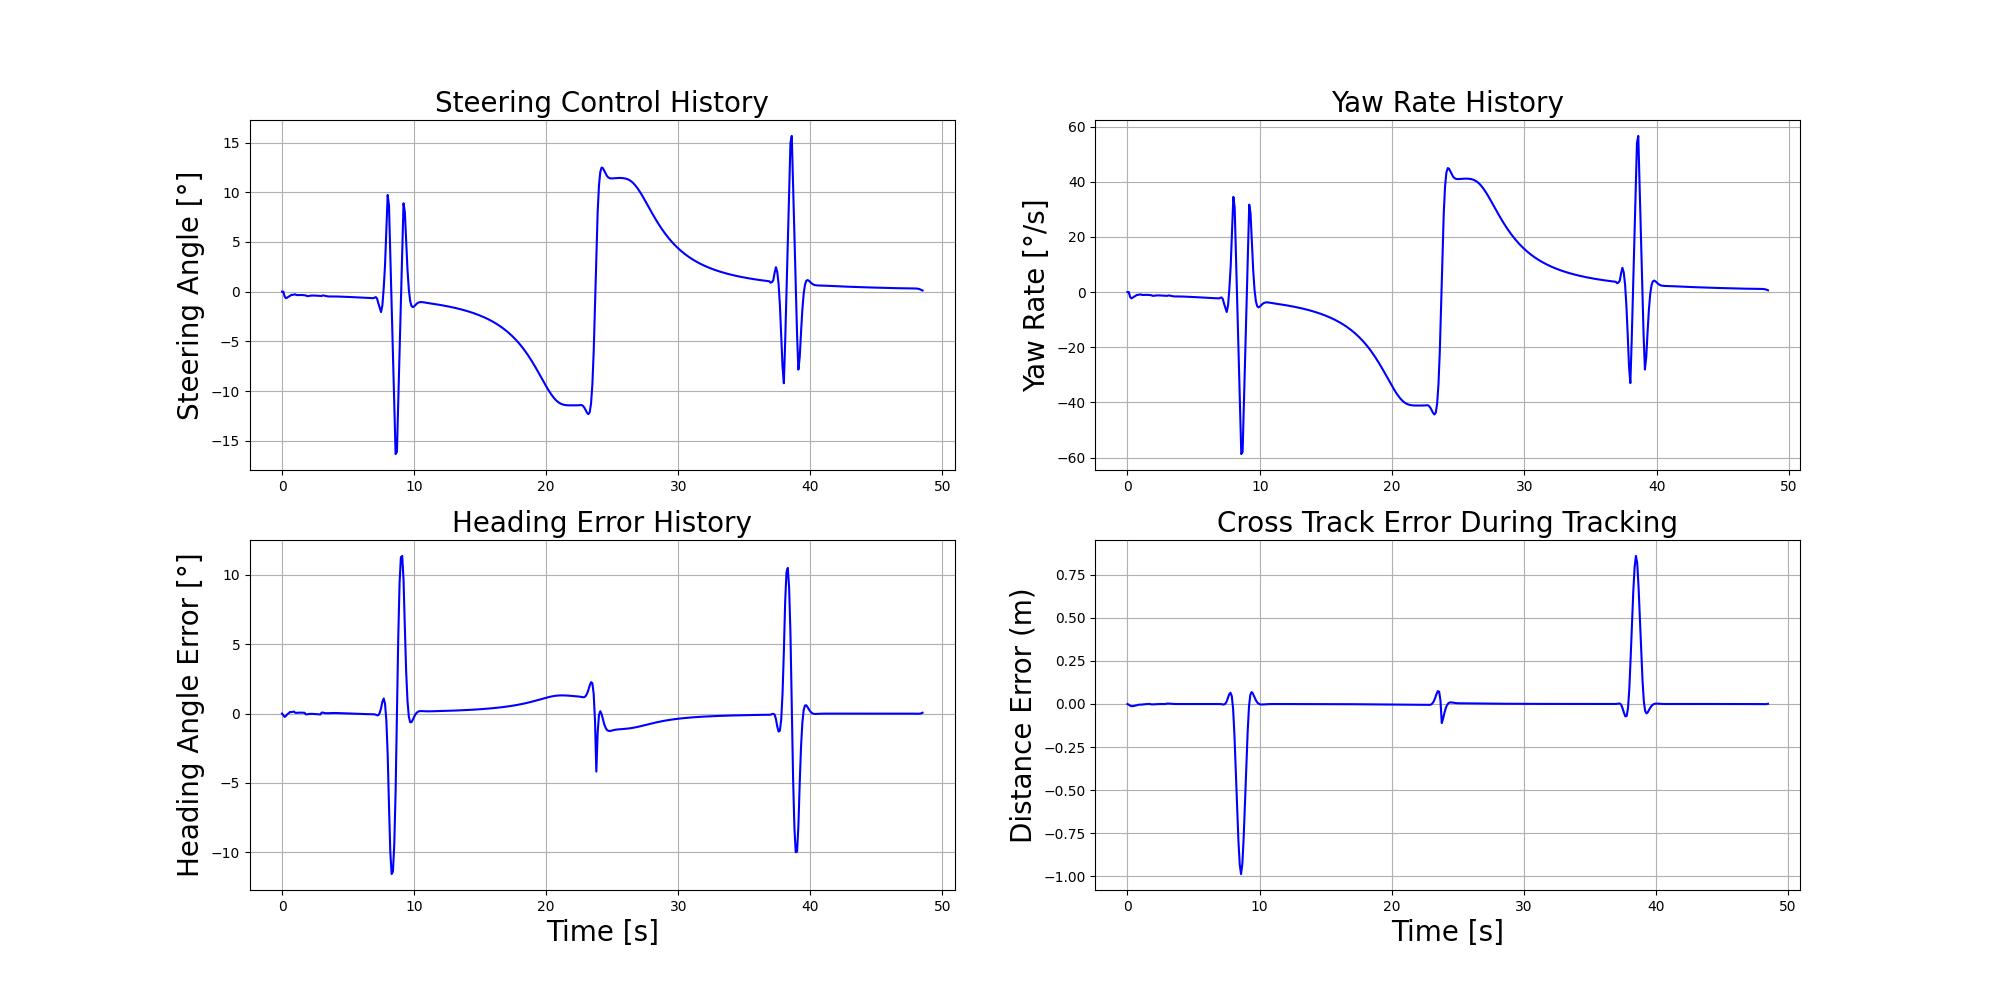 Steering Control History
Steering Angle [°]
15
10
5
0
−5
−10
−15
0 10 20 30 40 50
Yaw Rate History
Yaw Rate [°/s]
60
40
20
0
−20
−40
−60
0 10 20 30 40 50
Heading Error History
Heading Angle Error [°]
10
5
0
−5
−10
0 10 20 30 40 50
Time [s]
Cross Track Error During Tracking
Distance Error (m)
0.75
0.50
0.25
0.00
−0.25
−0.50
−0.75
−1.00
0 10 20 30 40 50
Time [s]